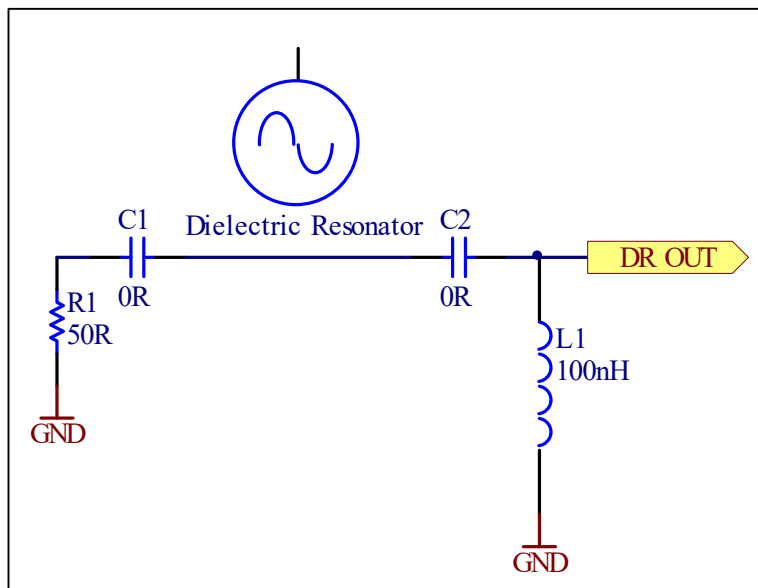 Dielectric Resonator
C1
C2
0R
0R
DR OUT
R1
50R
L1
100nH
GND
GND